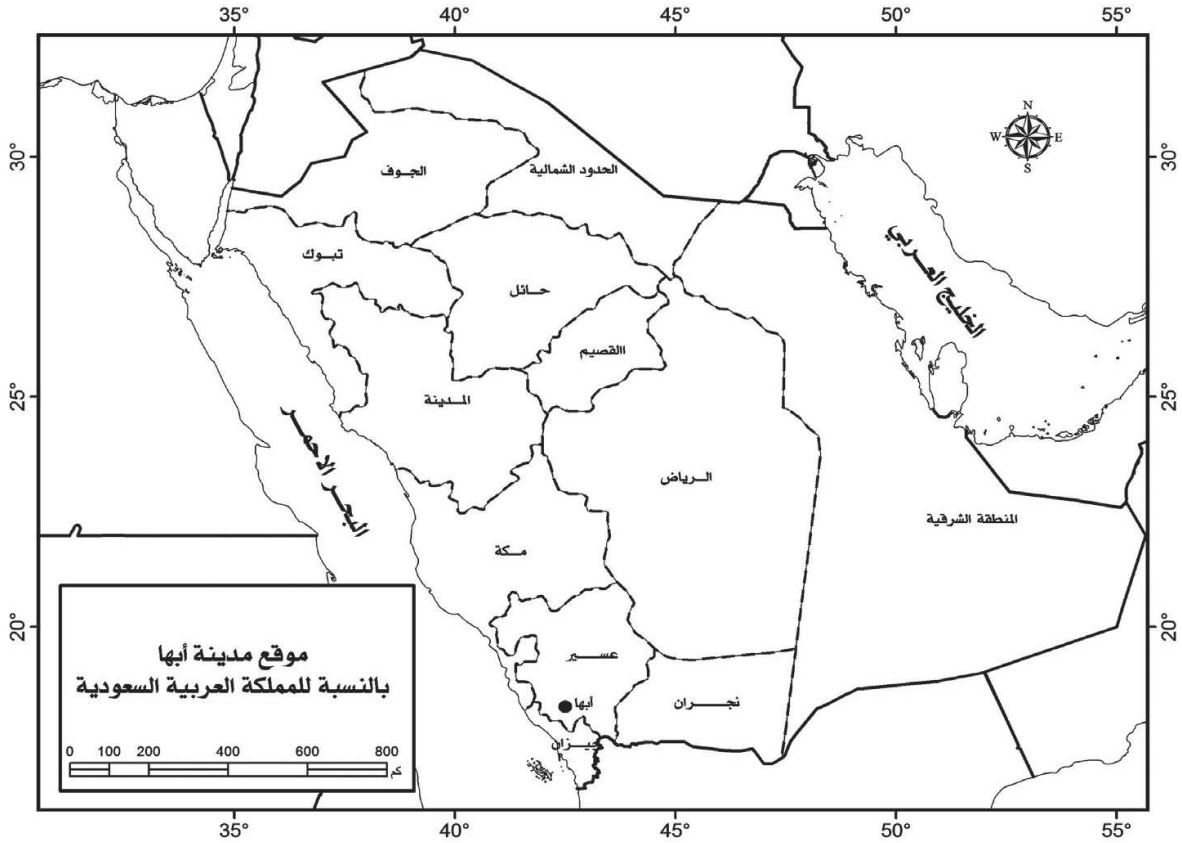 35° 40° 45° 50° 55°
30° 30°
25° 25°
20° 20°
N
W E
S
الجوف
الحدود الشمالية
تبوك
حائل
االقصيم
المدينة
الرياض
المنطقة الشرقية
مكة
عسير
أبها
نجران
جيزان
الخليج العربي
البحر الأحمر
موقع مدينة أبها
بالنسبة للمملكة العربية السعودية
0 100 200 400 600 800
كم
35° 40° 45° 50° 55°